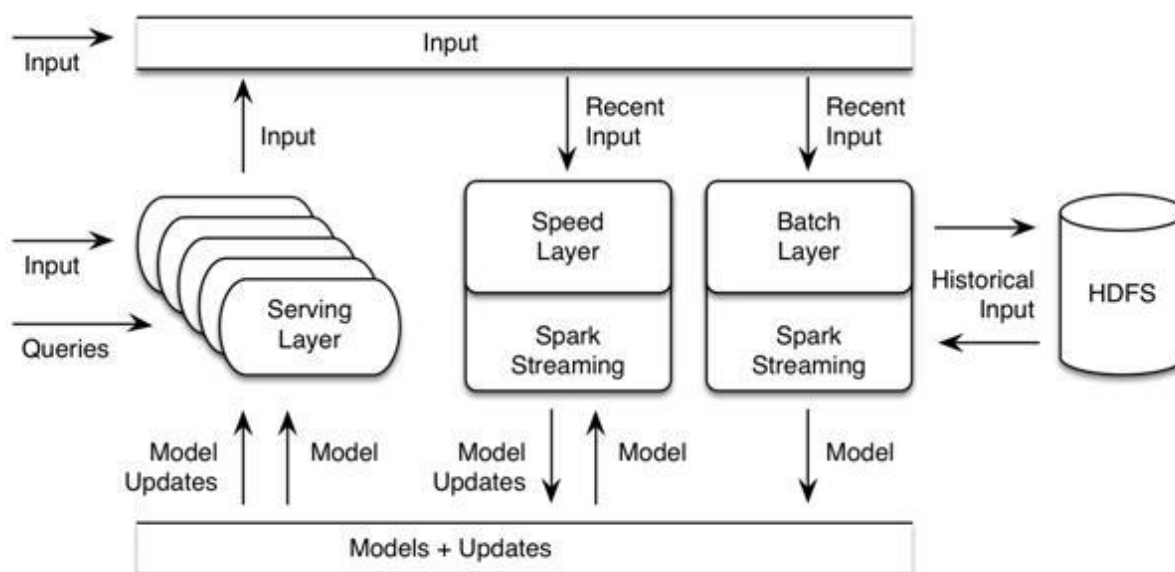 Input
Input
Recent
Input
Recent
Input
Input
Input
Queries
Serving
Layer
Speed
Layer
Spark
Streaming
Batch
Layer
Spark
Streaming
Historical
Input
HDFS
Model
Updates
Model
Model
Updates
Model
Model
Models + Updates